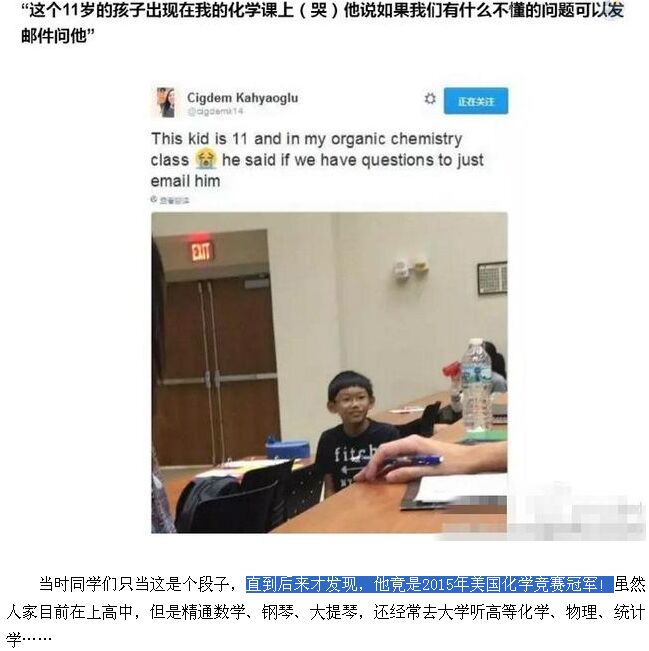 “这个11岁的孩子出现在我的化学课上（哭）他说如果我们有什么不懂的问题可以发
邮件问他”
Cigdem Kahyaoglu
@cigdemk14
正在关注
This kid is 11 and in my organic chemistry
class 😭 he said if we have questions to just
email him
查看翻译
EXIT
fitch
当时同学们只当这是个段子，直到后来才发现，他竟是2015年美国化学竞赛冠军！虽然
人家目前在上高中，但是精通数学、钢琴、大提琴，还经常去大学听高等化学、物理、统计
学……